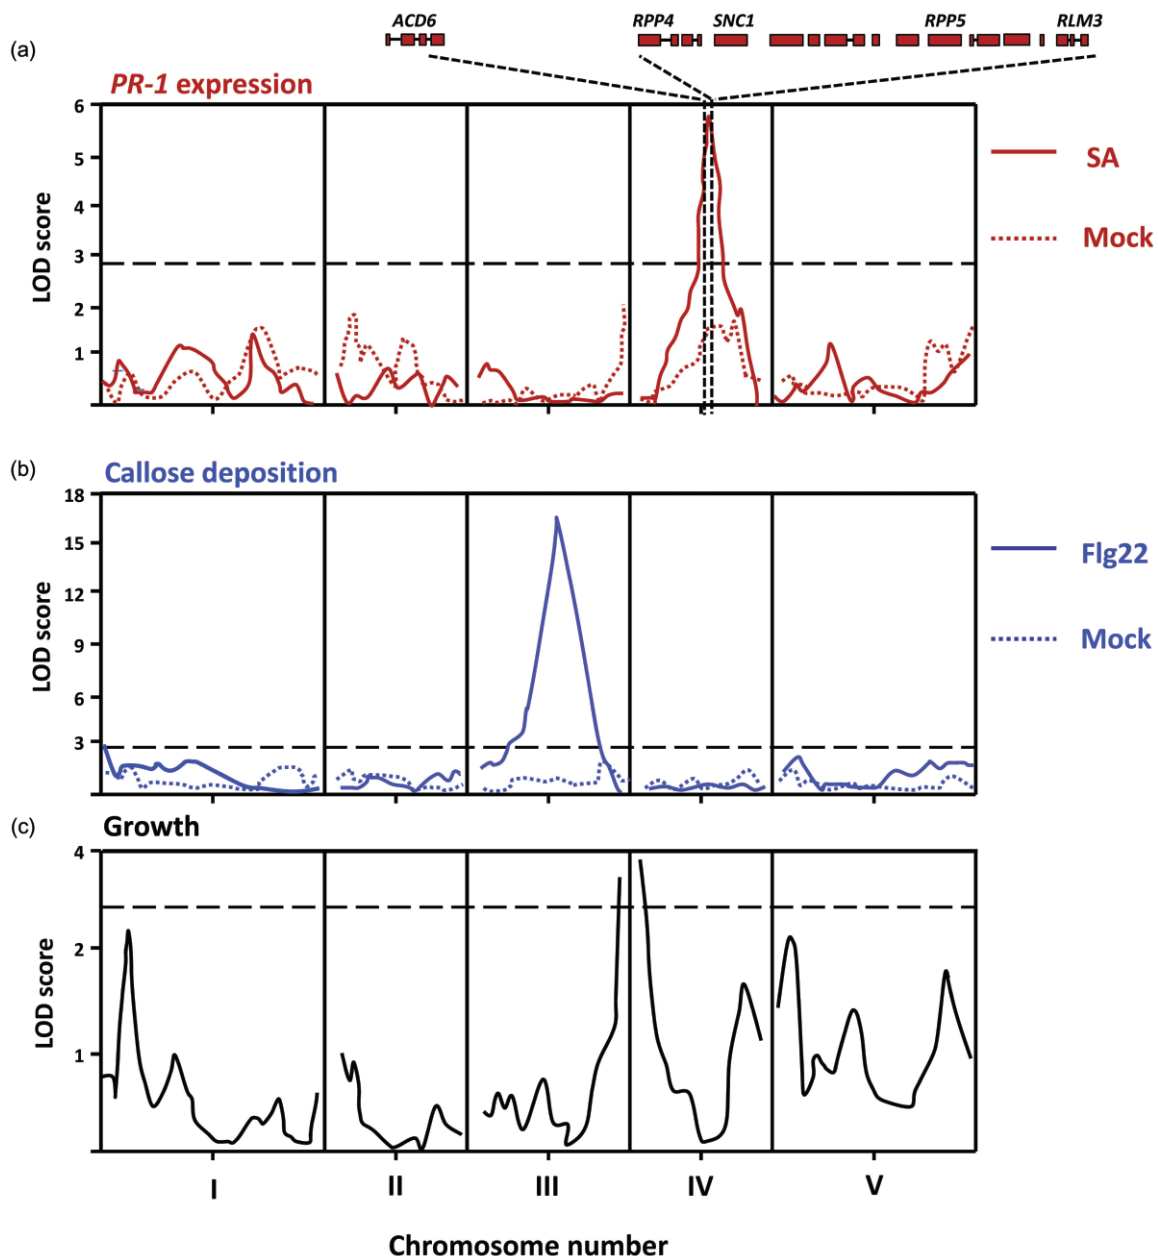 ACD6 RPP4 SNC1 RPP5 RLM3
(a)
PR-1 expression
6
5
4
3
2
1
LOD score
SA
Mock
(b)
Callose deposition
18
15
12
9
6
3
LOD score
Flg22
Mock
(c)
Growth
4
2
1
LOD score
I II III IV V
Chromosome number